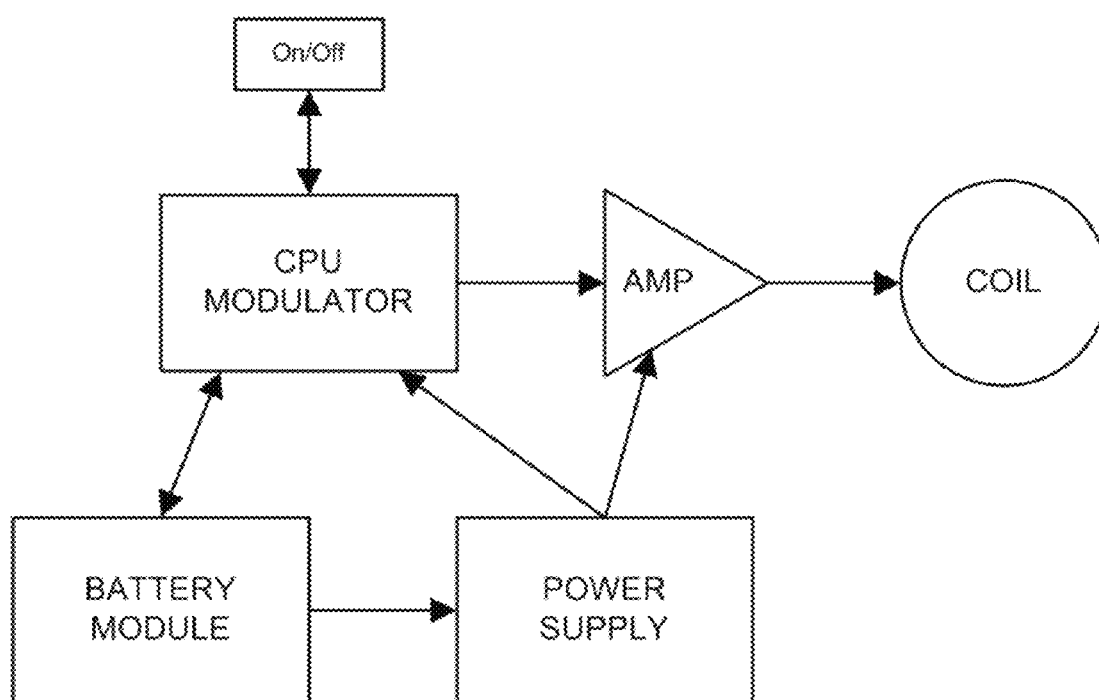 On/Off
CPU
MODULATOR
AMP
COIL
BATTERY
MODULE
POWER
SUPPLY